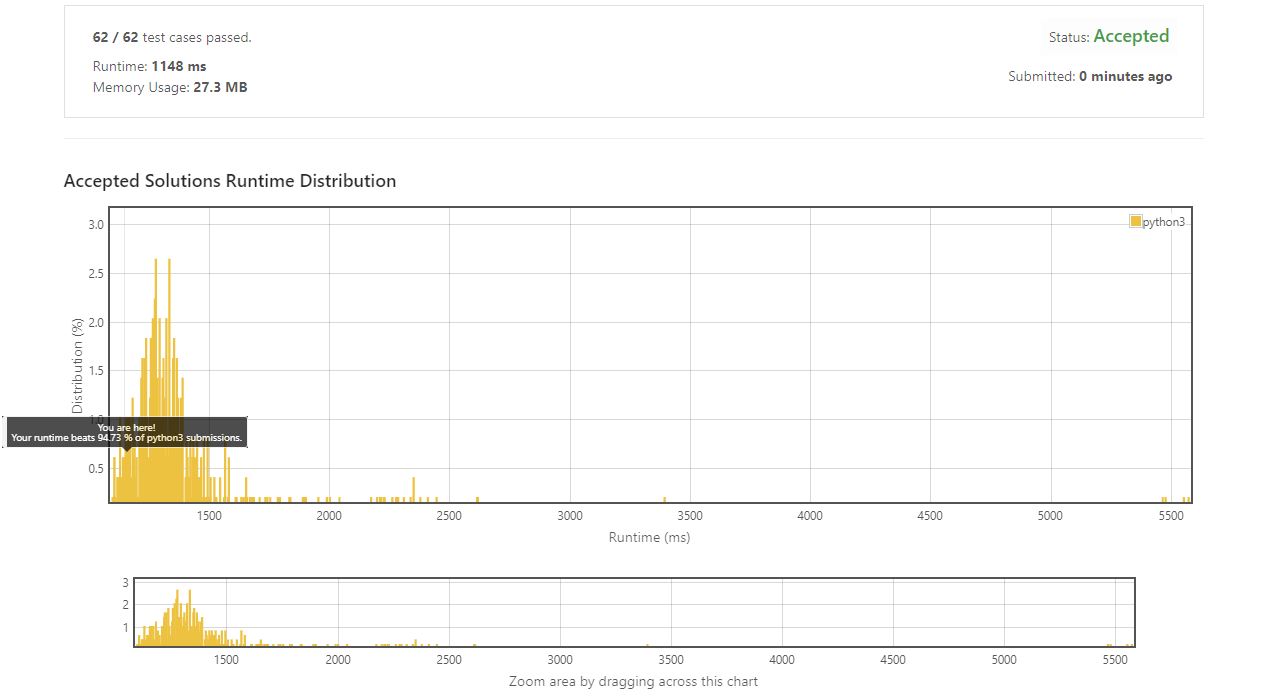 62 / 62 test cases passed.
Status: Accepted
Runtime: 1148 ms
Memory Usage: 27.3 MB
Submitted: 0 minutes ago
Accepted Solutions Runtime Distribution
3.0
python3
2.5
2.0
1.5
1.0
0.5
Distribution (%)
You are here!
Your runtime beats 94.73 % of python3 submissions.
1500 2000 2500 3000 3500 4000 4500 5000 5500
Runtime (ms)
3
2
1
1500 2000 2500 3000 3500 4000 4500 5000 5500
Zoom area by dragging across this chart